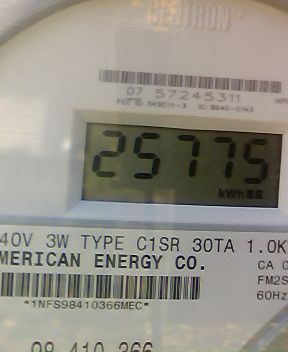 CENTRON®
07 57245311
25775
kWh
40V 3W TYPE C1SR 30TA 1.0K
MERICAN ENERGY CO.
CA 0
FM2S
60Hz
*1NFS98410366MEC*
98 410 366